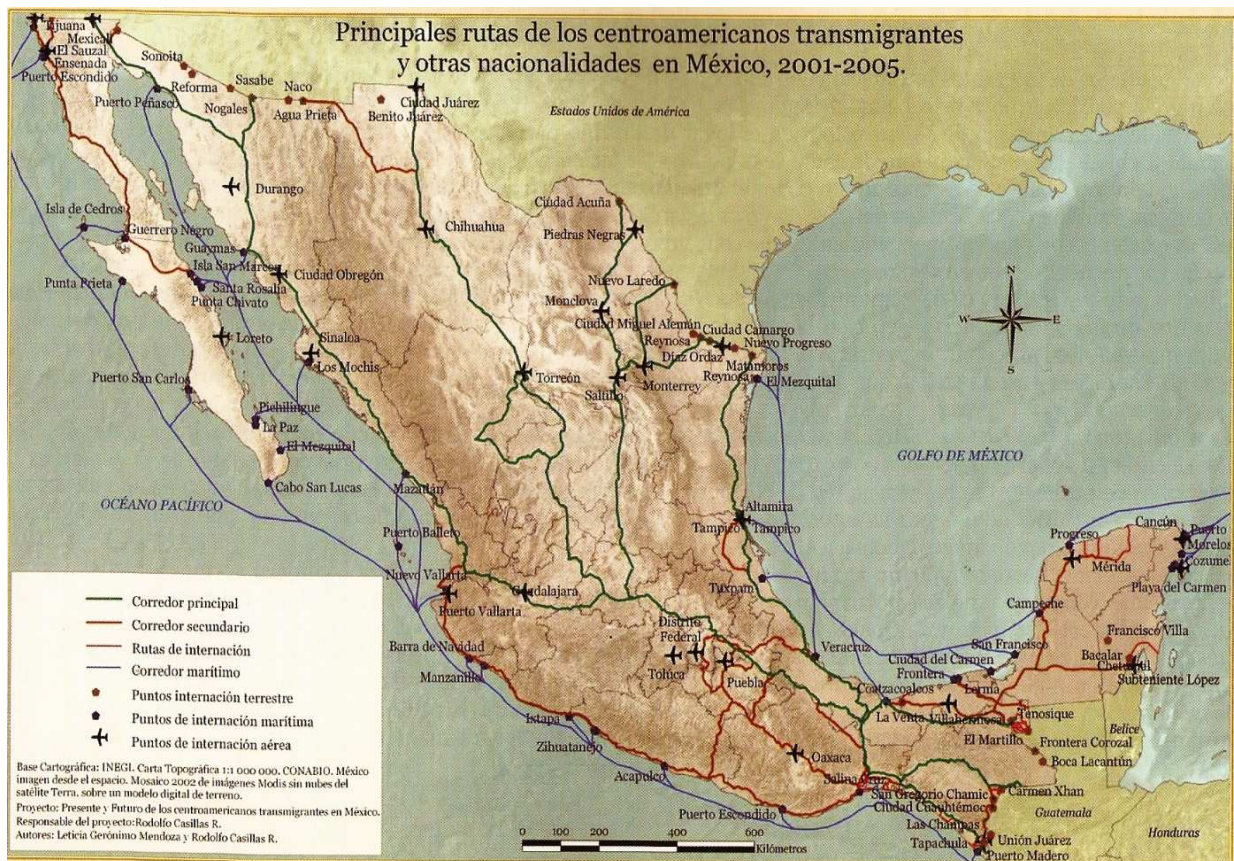 Principales rutas de los centroamericanos transmigrantes
y otras nacionalidades en México, 2001-2005.
Tijuana
Mexicali
El Sauzal
Ensenada
Puerto Escondido
Sonoita
Reforma
Sasabe
Naco
Puerto Peñasco
Nogales
Agua Prieta
Benito Juárez
Ciudad Juárez
Estados Unidos de América
Durango
Isla de Cedros
Guerrero Negro
Chihuahua
Ciudad Acuña
Piedras Negras
Guaymas
Isla San Marcos
Ciudad Obregón
Santa Rosalía
Punta Prieta
Punta Chivato
Nuevo Laredo
Monclova
Ciudad Miguel Alemán
Ciudad Camargo
Reynosa
Nuevo Progreso
Díaz Ordaz
Matamoros
Reynosa
El Mezquital
Loreto
Sinaloa
Los Mochis
Torreón
Saltillo
Monterrey
Puerto San Carlos
Pichilingue
La Paz
El Mezquital
Cabo San Lucas
N
W
E
S
GOLFO DE MÉXICO
OCÉANO PACÍFICO
Mazatlán
Puerto Balleto
Altamira
Tampico
Tampico
Cancún
Puerto
Morelos
Progreso
Cozumel
Mérida
Playa del Carmen
Nuevo Vallarta
Puerto Vallarta
Guadalajara
Tuxpam
Campeche
Distrito
Federal
Francisco Villa
Barra de Navidad
Veracruz
San Francisco
Bacalar
Chetumal
Subteniente López
Manzanillo
Toluca
Puebla
Ciudad del Carmen
Frontera
Lerma
Coatzacoalcos
Ixtapa
La Venta
Villahermosa
Tenosique
Zihuatanejo
El Martillo
Belice
Frontera Corozal
Oaxaca
Boca Lacantún
Acapulco
Salina Cruz
San Gregorio Chamic
Carmen Xhan
Ciudad Cuauhtémoc
Puerto Escondido
Las Champas
Guatemala
Honduras
Unión Juárez
Tapachula
Puerto Madero
Corredor principal
Corredor secundario
Rutas de internación
Corredor marítimo
Puntos internación terrestre
Puntos de internación marítima
Puntos de internación aérea
Base Cartográfica: INEGI. Carta Topográfica 1:1 000 000. CONABIO. México
imagen desde el espacio. Mosaico 2002 de imágenes Modis sin nubes del
satélite Terra, sobre un modelo digital de terreno.
Proyecto: Presente y Futuro de los centroamericanos transmigrantes en México.
Responsable del proyecto:Rodolfo Casillas R.
Autores: Leticia Gerónimo Mendoza y Rodolfo Casillas R.
0 100 200 400 600
Kilómetros